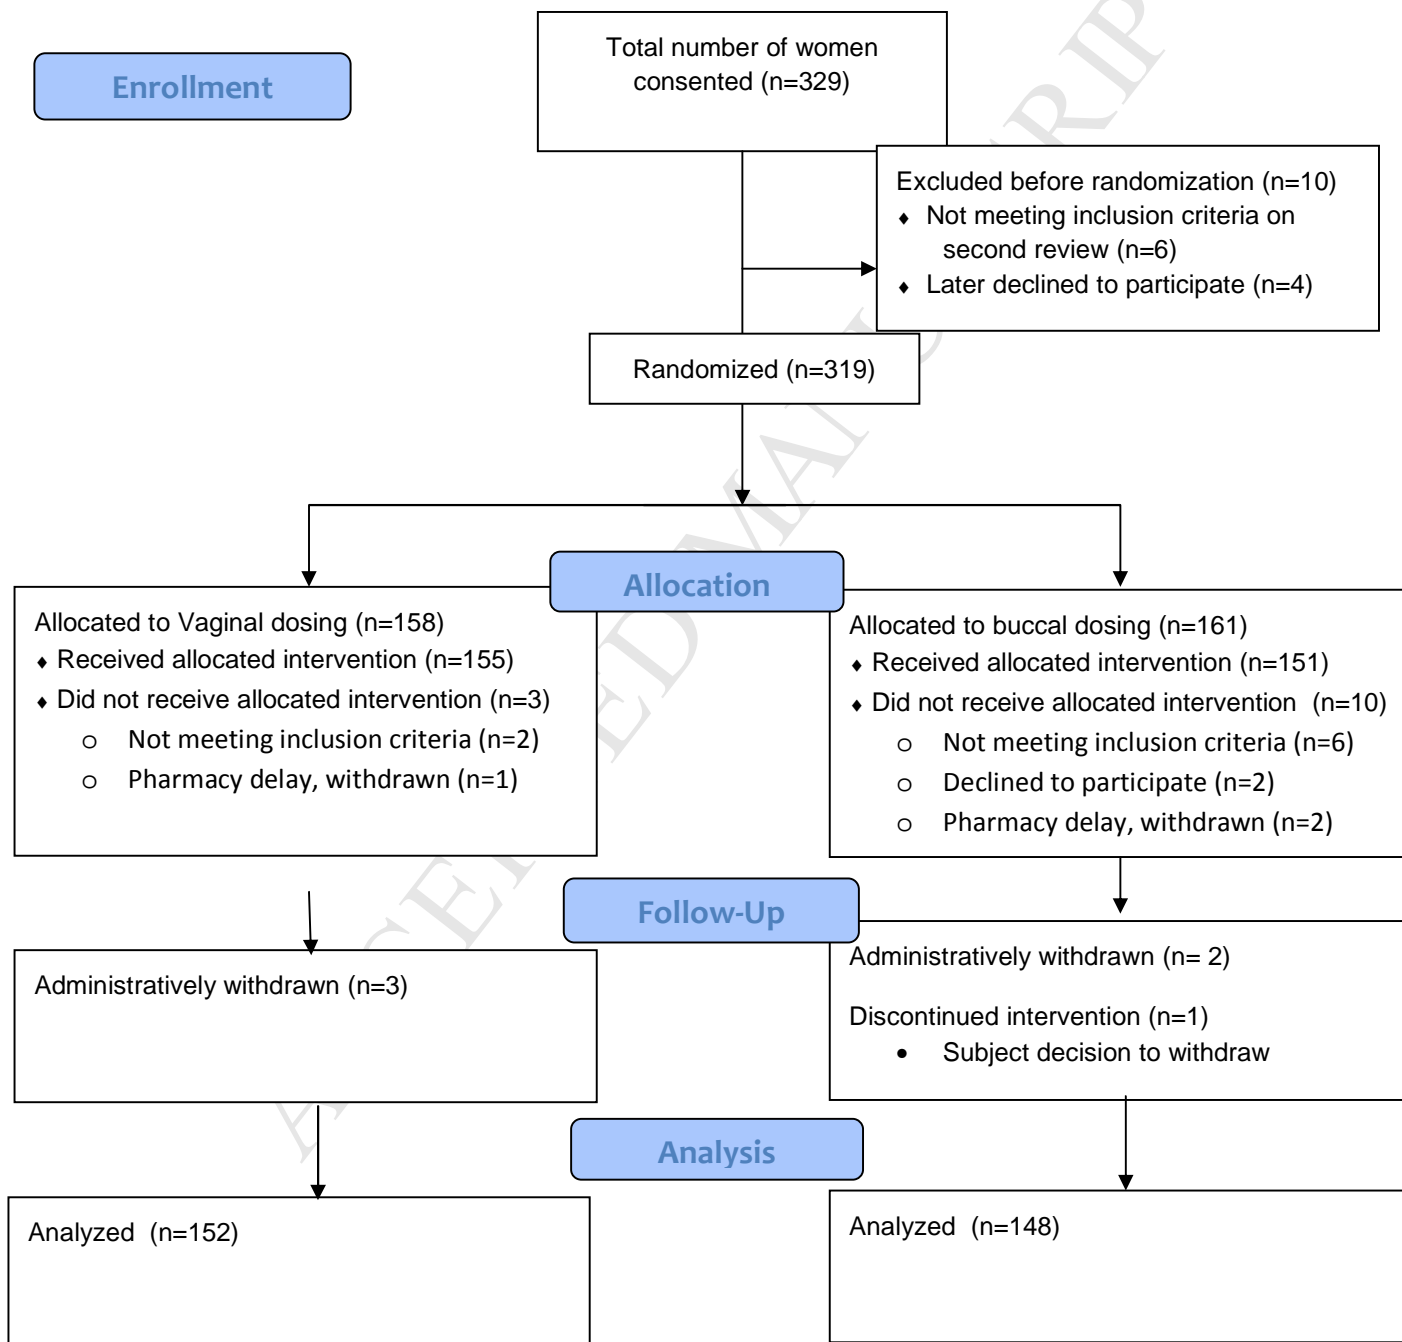 Enrollment
Total number of women
consented (n=329)
Excluded before randomization (n=10)
♦ Not meeting inclusion criteria on
second review (n=6)
♦ Later declined to participate (n=4)
Randomized (n=319)
Allocation
Allocated to Vaginal dosing (n=158)
♦ Received allocated intervention (n=155)
♦ Did not receive allocated intervention (n=3)
o Not meeting inclusion criteria (n=2)
o Pharmacy delay, withdrawn (n=1)
Allocated to buccal dosing (n=161)
♦ Received allocated intervention (n=151)
♦ Did not receive allocated intervention (n=10)
o Not meeting inclusion criteria (n=6)
o Declined to participate (n=2)
o Pharmacy delay, withdrawn (n=2)
Follow-Up
Administratively withdrawn (n=3)
Administratively withdrawn (n= 2)
Discontinued intervention (n=1)
• Subject decision to withdraw
Analysis
Analyzed (n=152)
Analyzed (n=148)